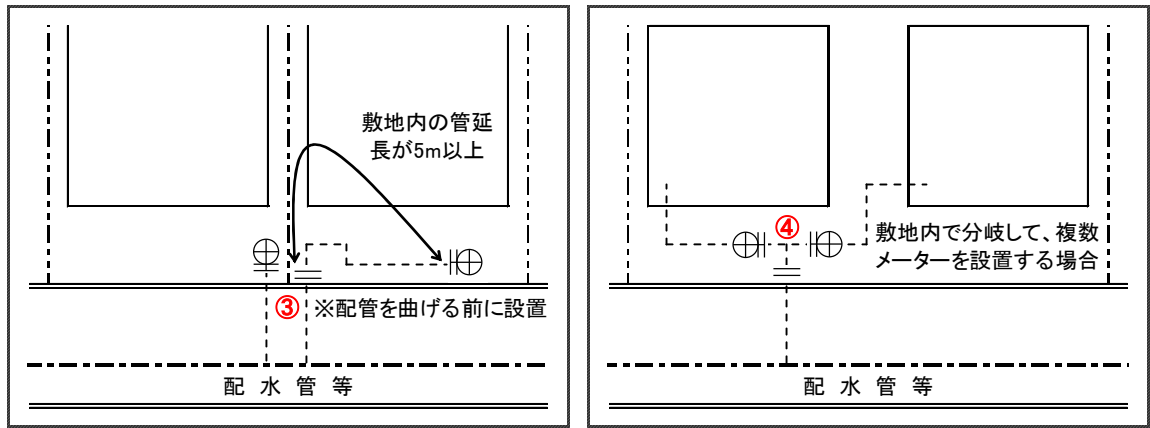 敷地内の管延
長が5m以上
③ ※配管を曲げる前に設置
配 水 管 等
④
敷地内で分岐して、複数
メーターを設置する場合
配 水 管 等